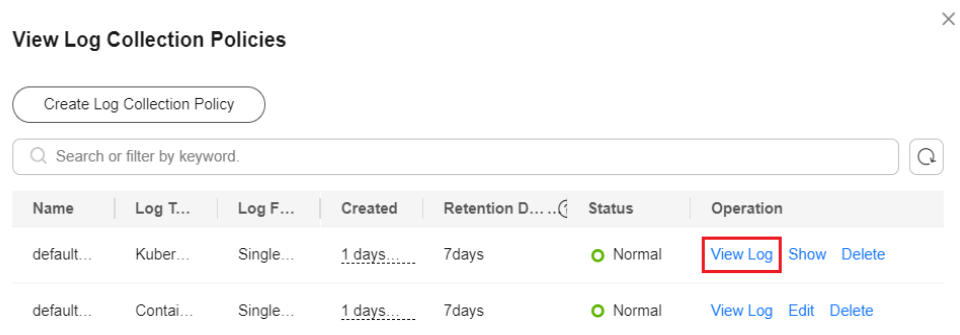 View Log Collection Policies
Create Log Collection Policy
Search or filter by keyword.
Name Log T... Log F... Created Retention D... ... Status Operation
default... Kuber... Single... 1 days... 7days Normal View Log Show Delete
default... Contai... Single... 1 days... 7days Normal View Log Edit Delete